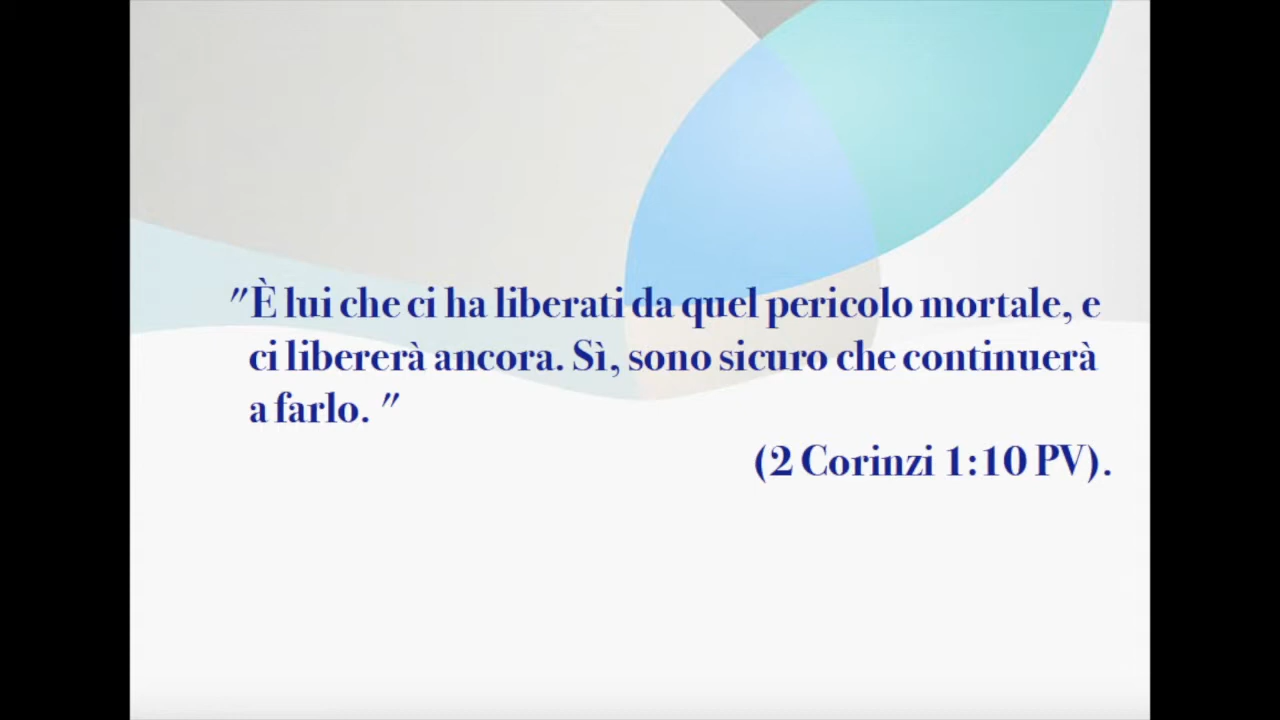 "È lui che ci ha liberati da quel pericolo mortale, e
ci libererà ancora. Sì, sono sicuro che continuerà
a farlo. "
(2 Corinzi 1:10 PV).